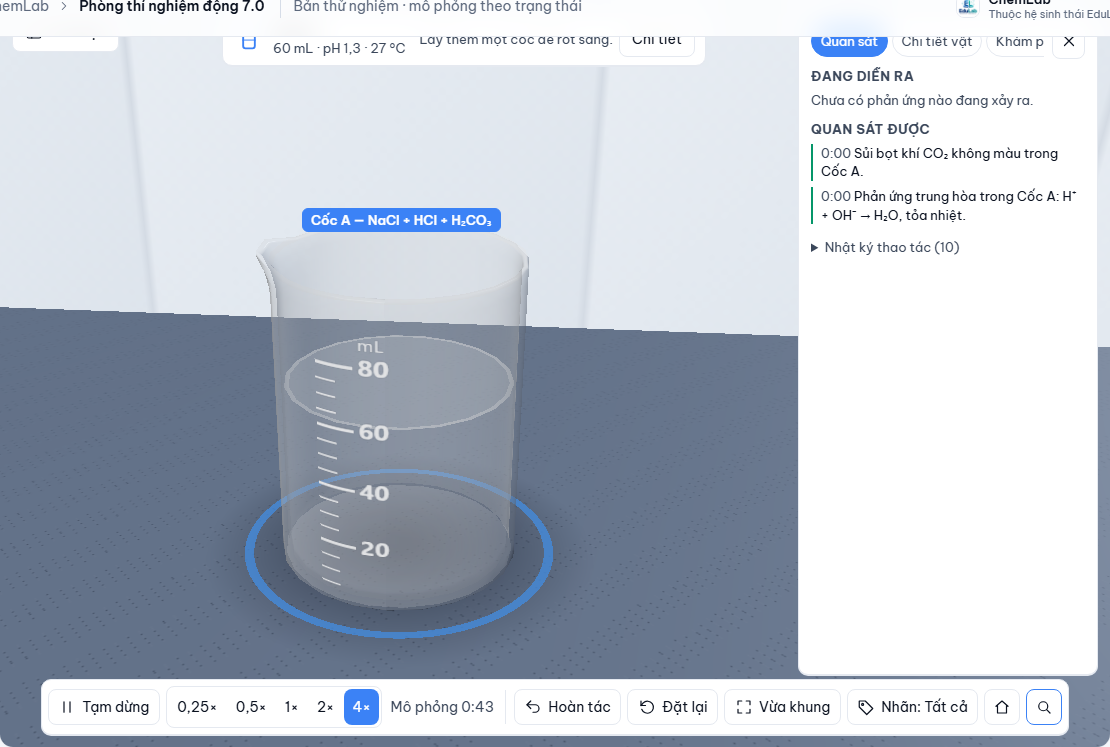 Phòng thí nghiệm động 7.0
Bản thử nghiệm · mô phỏng theo trạng thái
ChemLab
Thuộc hệ sinh thái
60 mL · pH 1,3 · 27 °C
Lấy thêm một cốc để rót sang.
Chi tiết
Quan sát
Chi tiết vật
Khám p
ĐANG DIỄN RA
Chưa có phản ứng nào đang xảy ra.
QUAN SÁT ĐƯỢC
0:00 Sủi bọt khí CO₂ không màu trong
Cốc A.
0:00 Phản ứng trung hòa trong Cốc A: H⁺
+ OH⁻ → H₂O, tỏa nhiệt.
Nhật ký thao tác (10)
Cốc A — NaCl + HCl + H₂CO₃
mL
80
60
40
20
Tạm dừng
0,25×
0,5×
1×
2×
4×
Mô phỏng 0:43
Hoàn tác
Đặt lại
Vừa khung
Nhãn: Tất cả